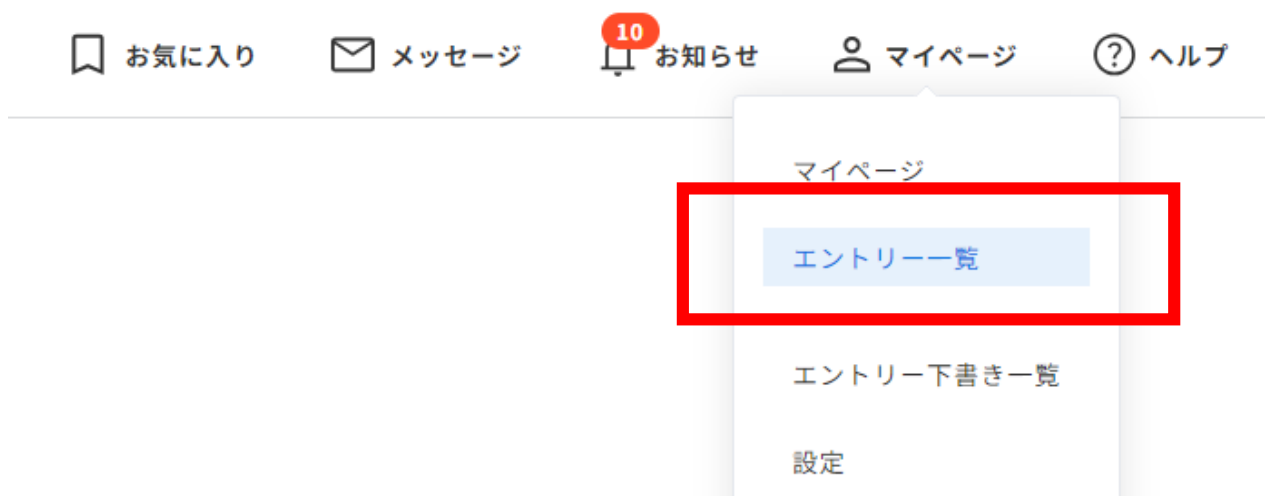 お気に入り メッセージ 10 お知らせ マイページ ヘルプ
マイページ
エントリー一覧
エントリー下書き一覧
設定